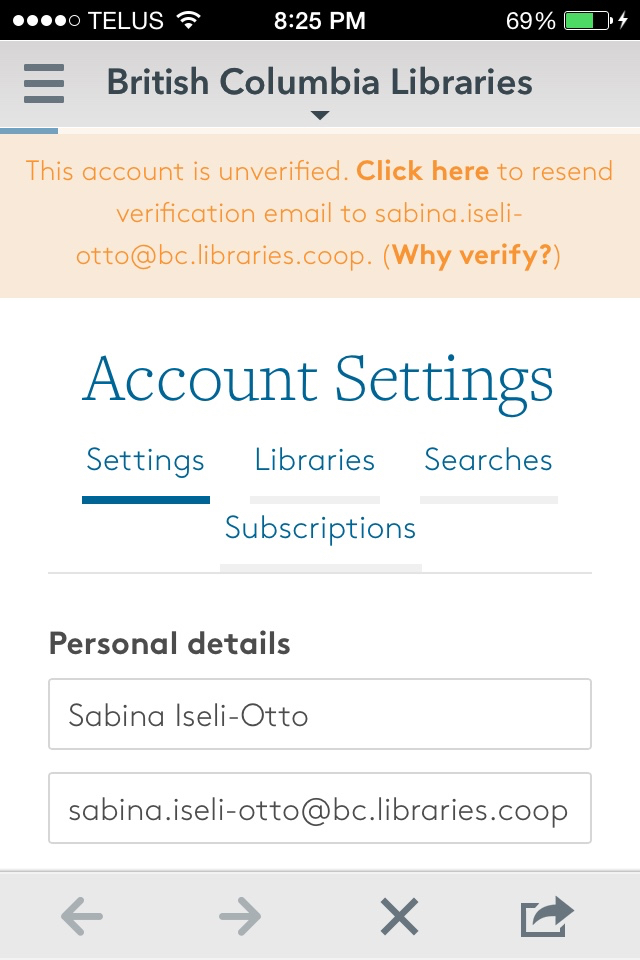 TELUS 8:25 PM 69%
British Columbia Libraries
This account is unverified. Click here to resend
verification email to sabina.iseli-
otto@bc.libraries.coop. (Why verify?)
Account Settings
Settings Libraries Searches
Subscriptions
Personal details
Sabina Iseli-Otto
sabina.iseli-otto@bc.libraries.coop